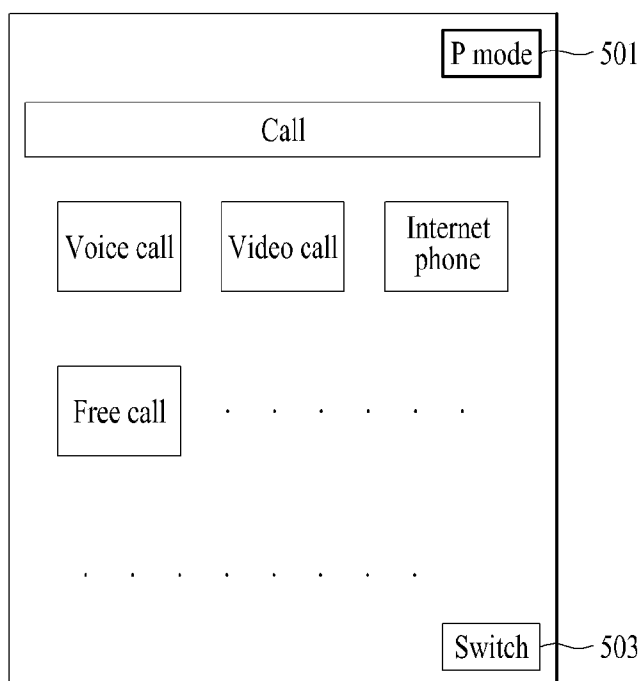 P mode
501
Call
Voice call
Video call
Internet
phone
Free call
. . . . . .
. . . . . . . .
Switch
503